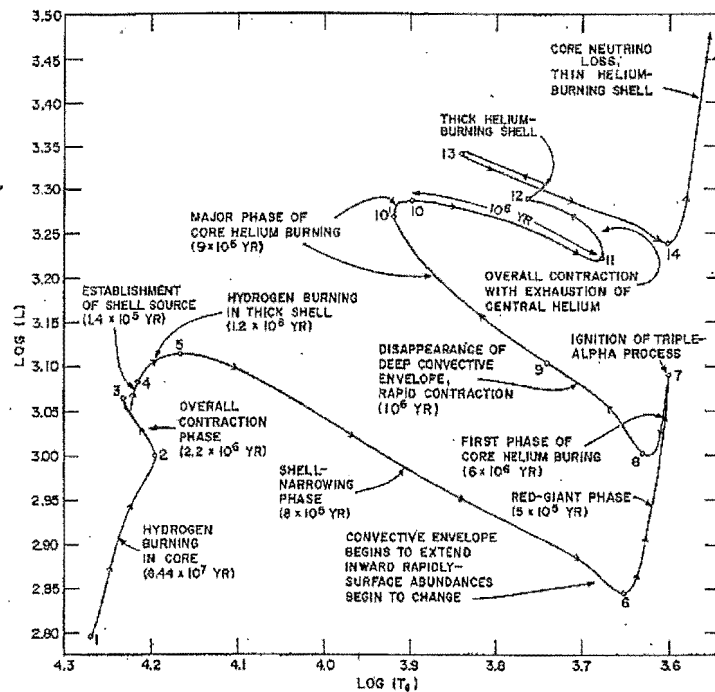 3.50
3.45
3.40
3.35
3.30
3.25
3.20
3.15
3.10
3.05
3.00
2.95
2.90
2.85
2.80
LOG (L)
4.3
4.2
4.1
4.0
3.9
3.8
3.7
3.6
3.5
CORE NEUTRINO
LOSS,
THIN HELIUM-
BURNING SHELL
THICK HELIUM-
BURNING SHELL
13
12
10'
10
10⁶ YR
11
14
MAJOR PHASE OF
CORE HELIUM BURNING
(9×10⁶ YR)
OVERALL CONTRACTION
WITH EXHAUSTION OF
CENTRAL HELIUM
ESTABLISHMENT
OF SHELL SOURCE
(1.4 x 10⁵ YR)
HYDROGEN BURNING
IN THICK SHELL
(1.2 x 10⁶ YR)
5
3
4
IGNITION OF TRIPLE-
ALPHA PROCESS
7
DISAPPEARANCE OF
DEEP CONVECTIVE
ENVELOPE,
RAPID CONTRACTION
(10⁶ YR)
9
OVERALL
CONTRACTION
PHASE
(2.2 x 10⁶ YR)
2
FIRST PHASE OF
CORE HELIUM BURING
(6 x 10⁶ YR)
8
SHELL-
NARROWING
PHASE
(8 x 10⁵ YR)
RED-GIANT PHASE
(5 x 10⁵ YR)
HYDROGEN
BURNING
IN CORE
(6.44 x 10⁷ YR)
1
CONVECTIVE ENVELOPE
BEGINS TO EXTEND
INWARD RAPIDLY-
SURFACE ABUNDANCES
BEGIN TO CHANGE
6
LOG (Tₑ)